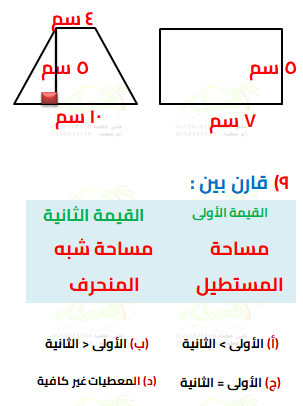 ٤ سم
٥ سم
١٠ سم
٥ سم
٧ سم
٩) قارن بين :
القيمة الأولى
القيمة الثانية
مساحة المستطيل
مساحة شبه المنحرف
(أ) الأولى > الثانية
(ب) الأولى < الثانية
(ج) الأولى = الثانية
(د) المعطيات غير كافية